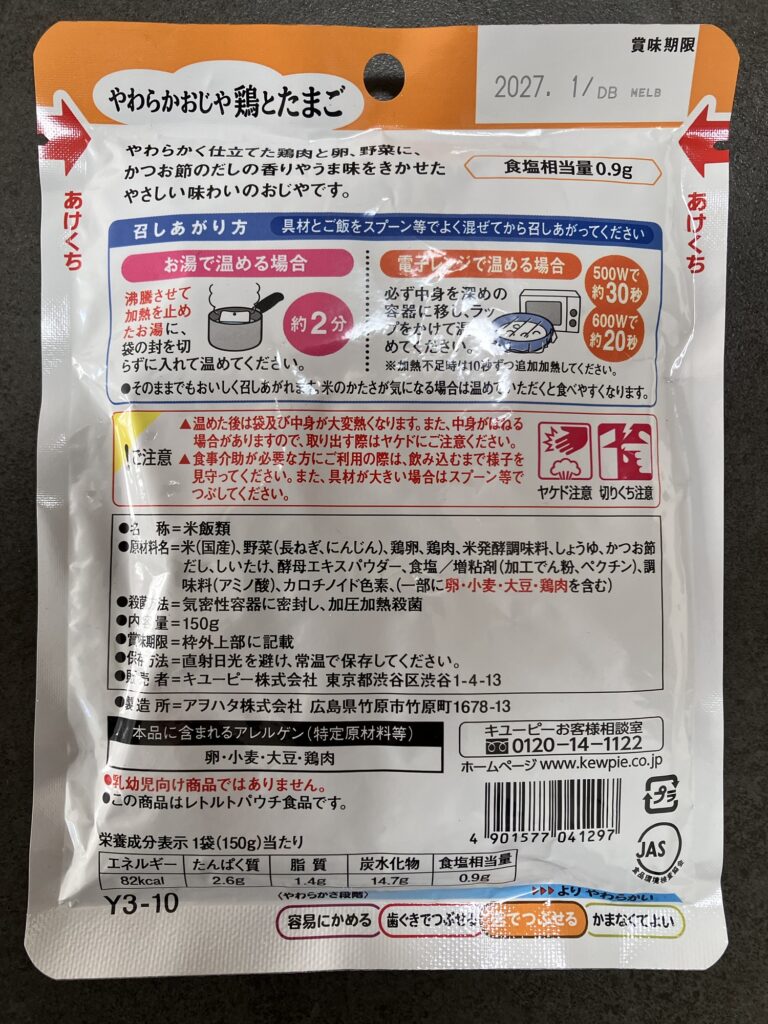 賞味期限
2027. 1/DB MELB
やわらかおじや 鶏とたまご
やわらかく仕立てた鶏肉と卵、野菜に、
かつお節のだしの香りやうま味をきかせた
やさしい味わいのおじやです。
食塩相当量0.9g
あけくち
あけくち
召しあがり方 具材とご飯をスプーン等でよく混ぜてから召しあがってください
お湯で温める場合
沸騰させて
加熱を止め
たお湯に、
袋の封を切
らずに入れて温めてください。
約2分
電子レンジで温める場合
必ず中身を深めの
容器に移し、ラッ
プをかけて温
めてください。
※加熱不足時は10秒ずつ追加加熱してください。
500Wで
約30秒
600Wで
約20秒
●そのままでもおいしく召しあがれます。米のかたさが気になる場合は温めていただくと食べやすくなります。
!ご注意
▲温めた後は袋及び中身が大変熱くなります。また、中身がはねる
場合がありますので、取り出す際はヤケドにご注意ください。
▲食事介助が必要な方にご利用の際は、飲み込むまで様子を
見守ってください。また、具材が大きい場合はスプーン等で
つぶしてください。
ヤケド注意 切りくち注意
●名 称=米飯類
●原材料名=米(国産)、野菜(長ねぎ、にんじん)、鶏卵、鶏肉、米発酵調味料、しょうゆ、かつお節
だし、しいたけ、酵母エキスパウダー、食塩/増粘剤(加工でん粉、ペクチン)、調
味料(アミノ酸)、カロチノイド色素、(一部に卵・小麦・大豆・鶏肉を含む)
●殺菌方法=気密性容器に密封し、加圧加熱殺菌
●内容量=150g
●賞味期限=枠外上部に記載
●保存方法=直射日光を避け、常温で保存してください。
●販売者=キユーピー株式会社 東京都渋谷区渋谷1-4-13
●製造所=アヲハタ株式会社 広島県竹原市竹原町1678-13
本品に含まれるアレルゲン(特定原材料等)
卵・小麦・大豆・鶏肉
キユーピーお客様相談室
0120-14-1122
ホームページ www.kewpie.co.jp
●乳幼児向け商品ではありません。
●この商品はレトルトパウチ食品です。
4 901577 041297
プラ
JAS
栄養成分表示 1袋(150g)当たり
エネルギー たんぱく質 脂質 炭水化物 食塩相当量
82kcal 2.6g 1.4g 14.7g 0.9g
Y3-10
〈やわらかさ段階〉
よりやわらかい
容易にかめる 歯ぐきでつぶせる 舌でつぶせる かまなくてよい